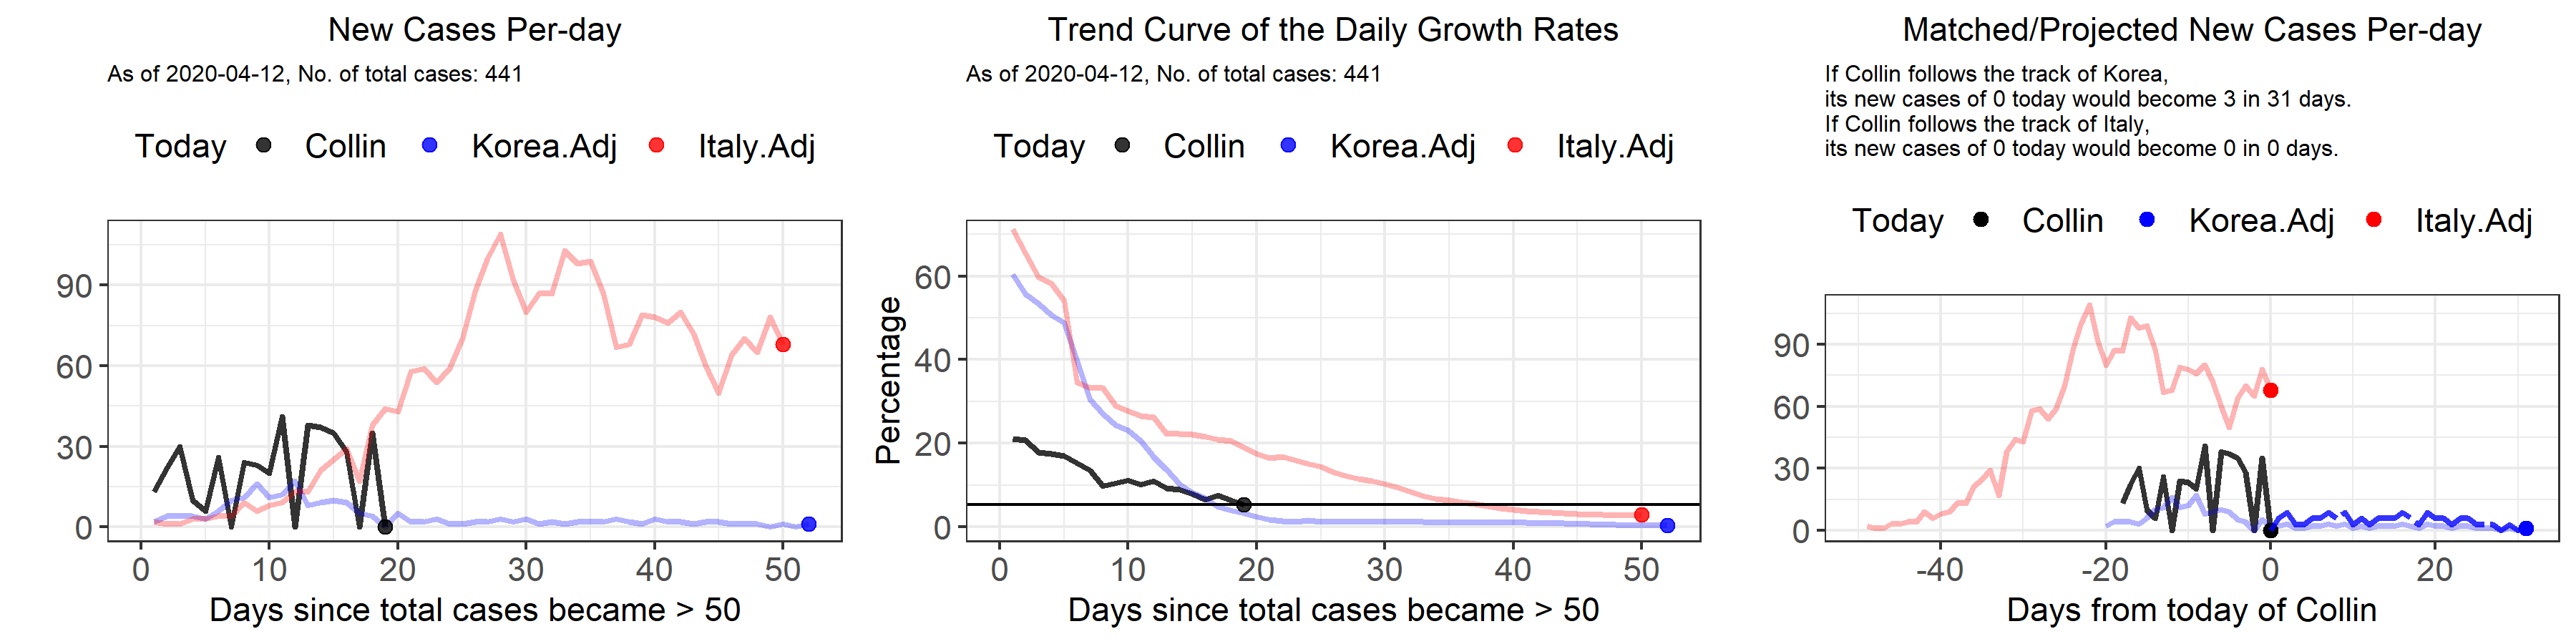 New Cases Per-day
As of 2020-04-12, No. of total cases: 441
Today Collin Korea.Adj Italy.Adj
90
60
30
0
0 10 20 30 40 50
Days since total cases became > 50
Trend Curve of the Daily Growth Rates
As of 2020-04-12, No. of total cases: 441
Today Collin Korea.Adj Italy.Adj
Percentage
60
40
20
0
0 10 20 30 40 50
Days since total cases became > 50
Matched/Projected New Cases Per-day
If Collin follows the track of Korea,
its new cases of 0 today would become 3 in 31 days.
If Collin follows the track of Italy,
its new cases of 0 today would become 0 in 0 days.
Today Collin Korea.Adj Italy.Adj
90
60
30
0
-40 -20 0 20
Days from today of Collin